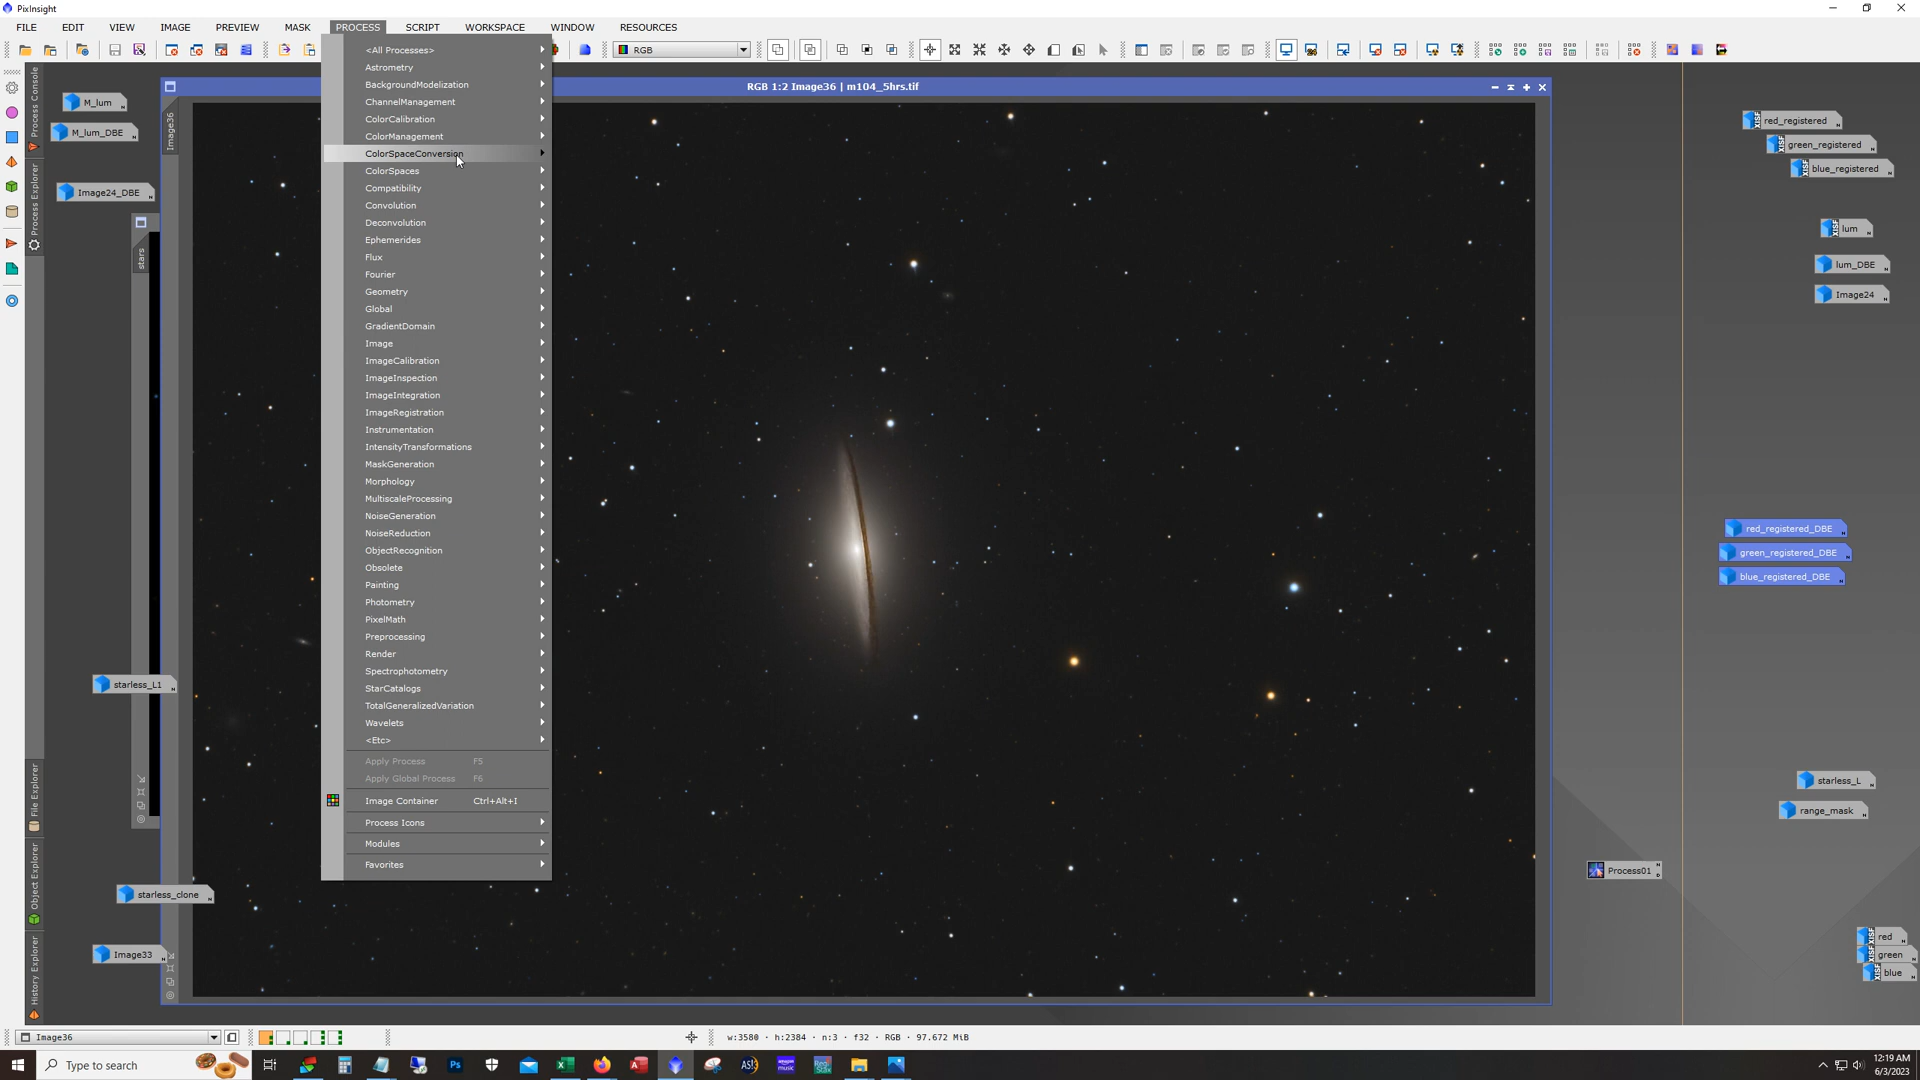 PixInsight
FILE EDIT VIEW IMAGE PREVIEW MASK PROCESS SCRIPT WORKSPACE WINDOW RESOURCES
RGB
RGB 1:2 Image36 | m104_5hrs.tif
Process Console
Process Explorer
File Explorer
Object Explorer
History Explorer
M_lum
M_lum_DBE
Image24_DBE
stars
starless_L1
starless_clone
Image33
Image36
<All Processes>
Astrometry
BackgroundModelization
ChannelManagement
ColorCalibration
ColorManagement
ColorSpaceConversion
ColorSpaces
Compatibility
Convolution
Deconvolution
Ephemerides
Flux
Fourier
Geometry
Global
GradientDomain
Image
ImageCalibration
ImageInspection
ImageIntegration
ImageRegistration
Instrumentation
IntensityTransformations
MaskGeneration
Morphology
MultiscaleProcessing
NoiseGeneration
NoiseReduction
ObjectRecognition
Obsolete
Painting
Photometry
PixelMath
Preprocessing
Render
Spectrophotometry
StarCatalogs
TotalGeneralizedVariation
Wavelets
<Etc>
Apply Process F5
Apply Global Process F6
Image Container Ctrl+Alt+I
Process Icons
Modules
Favorites
red_registered
green_registered
blue_registered
lum
lum_DBE
Image24
red_registered_DBE
green_registered_DBE
blue_registered_DBE
starless_L
range_mask
Process01
red
green
blue
Image36
w:3580 · h:2384 · n:3 · f32 · RGB · 97.672 MiB
Type to search
Ps
12:19 AM
6/3/2023